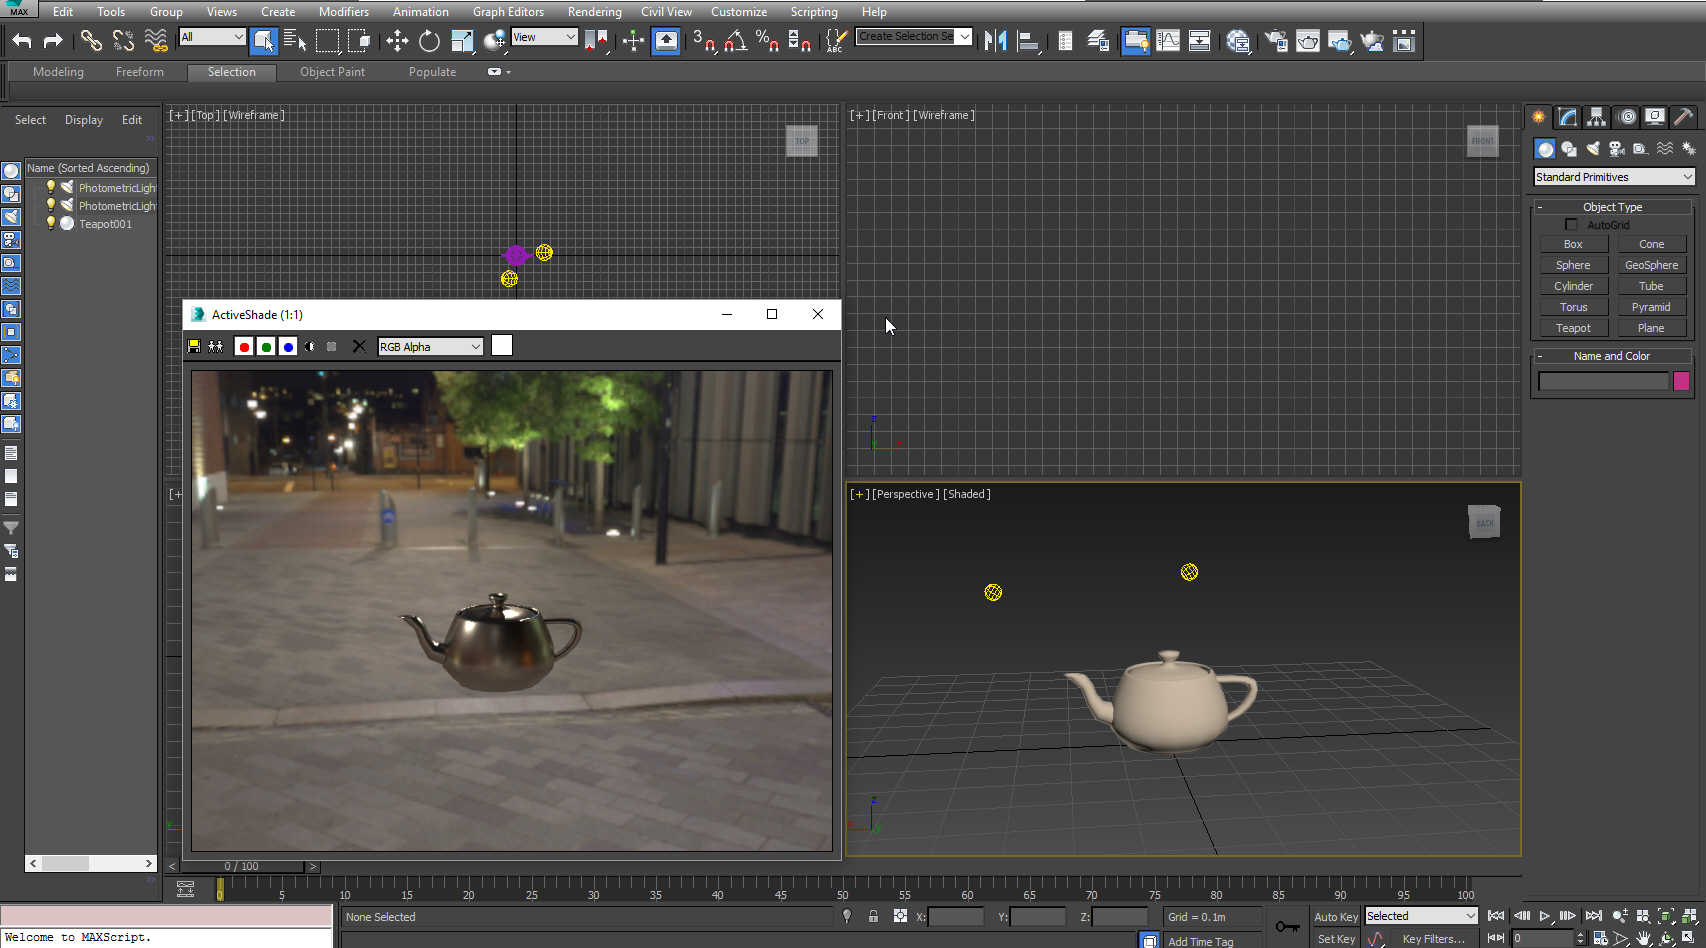 MAX
Edit Tools Group Views Create Modifiers Animation Graph Editors Rendering Civil View Customize Scripting Help
All
View
3
%
ABC
Create Selection Se
Modeling Freeform Selection Object Paint Populate
Select Display Edit
Name (Sorted Ascending)
PhotometricLight
PhotometricLight
Teapot001
[+] [Top] [Wireframe]
TOP
[+] [Front] [Wireframe]
FRONT
z
y x
ActiveShade (1:1)
RGB Alpha
[+]
[+] [Perspective] [Shaded]
BACK
z
x y
y
Standard Primitives
- Object Type
AutoGrid
Box Cone
Sphere GeoSphere
Cylinder Tube
Torus Pyramid
Teapot Plane
- Name and Color
< 0 / 100 >
0 5 10 15 20 25 30 35 40 45 50 55 60 65 70 75 80 85 90 95 100
None Selected X: Y: Z: Grid = 0.1m Auto Key Selected
Welcome to MAXScript.
Add Time Tag Set Key Key Filters... 0